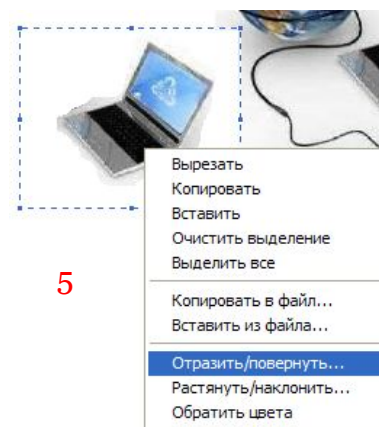 Вырезать
Копировать
Вставить
Очистить выделение
Выделить все
5
Копировать в файл...
Вставить из файла...
Отразить/повернуть...
Растянуть/наклонить...
Обратить цвета